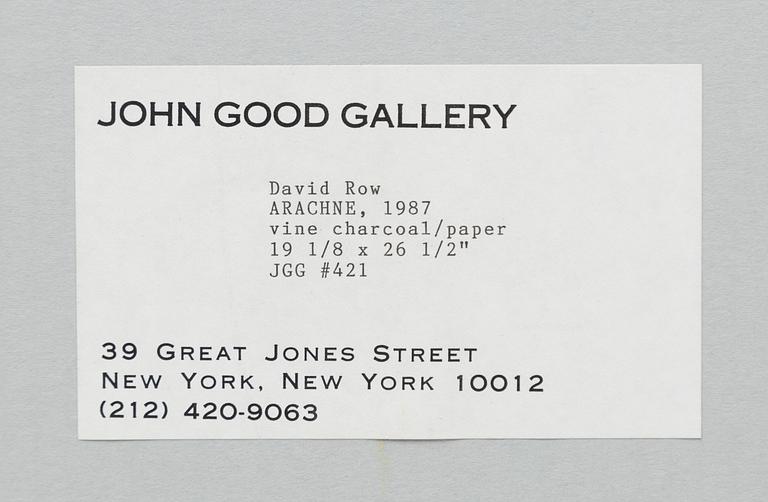 JOHN GOOD GALLERY
David Row
ARACHNE, 1987
vine charcoal/paper
19 1/8 x 26 1/2"
JGG #421
39 GREAT JONES STREET
NEW YORK, NEW YORK 10012
(212) 420-9063